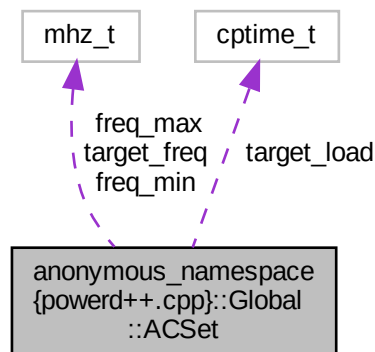 mhz_t
cptime_t
freq_max
target_freq
freq_min
target_load
anonymous_namespace
{powerd++.cpp}::Global
::ACSet